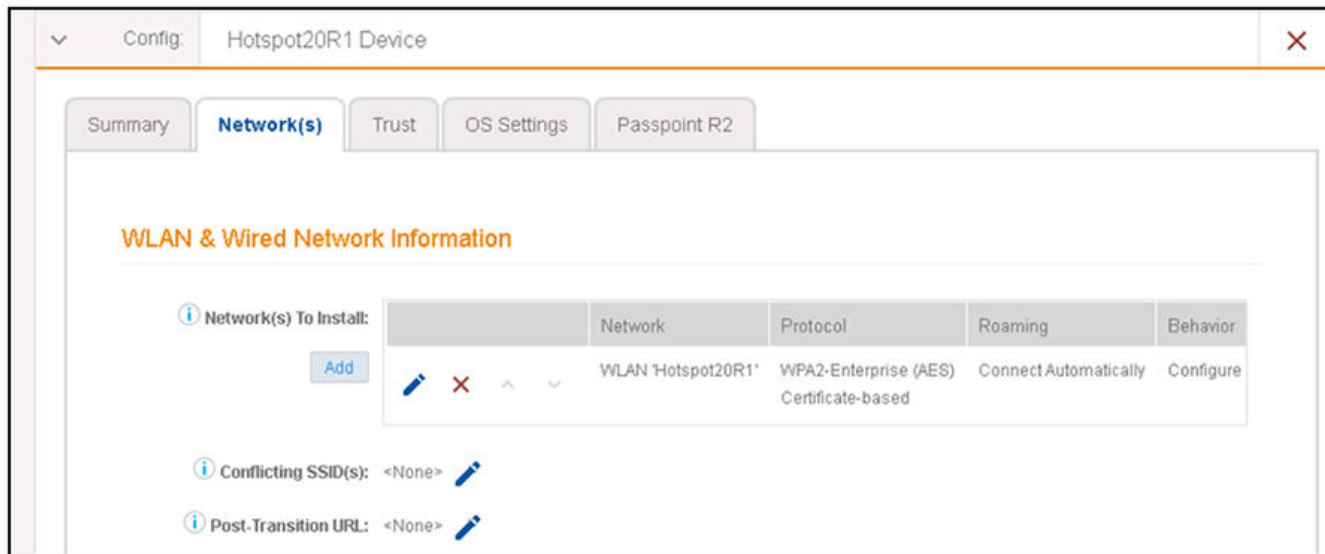 Config: Hotspot20R1 Device
Summary Network(s) Trust OS Settings Passpoint R2
WLAN & Wired Network Information
Network(s) To Install:
Network Protocol Roaming Behavior
Add
WLAN 'Hotspot20R1' WPA2-Enterprise (AES) Connect Automatically Configure
Certificate-based
Conflicting SSID(s): <None>
Post-Transition URL: <None>